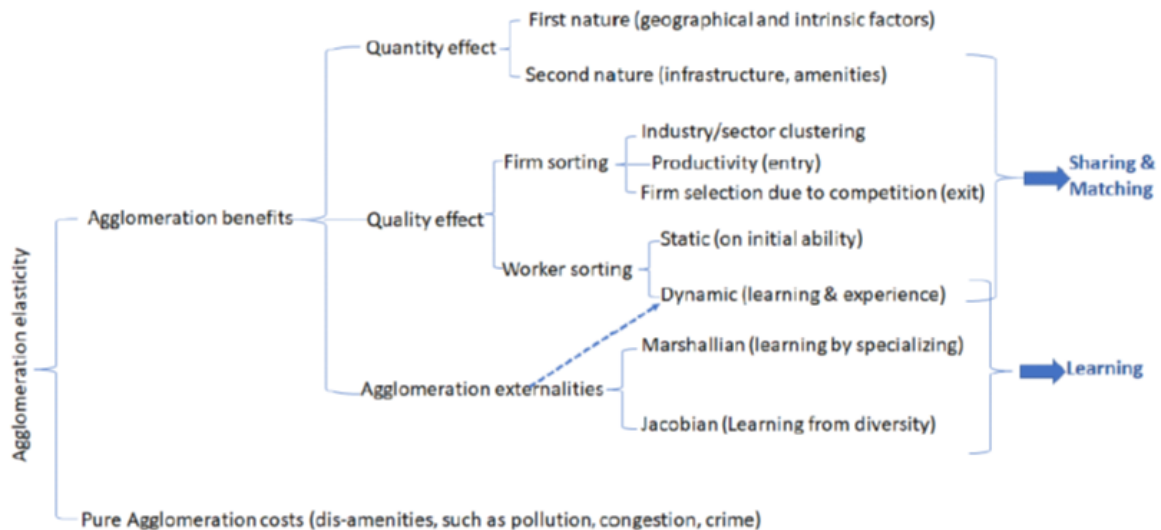 First nature (geographical and intrinsic factors)
Quantity effect
Second nature (infrastructure, amenities)
Industry/sector clustering
Firm sorting
Productivity (entry)
Firm selection due to competition (exit)
Sharing &
Matching
Agglomeration benefits
Quality effect
Static (on initial ability)
Worker sorting
Dynamic (learning & experience)
Agglomeration elasticity
Marshallian (learning by specializing)
Learning
Agglomeration externalities
Jacobian (Learning from diversity)
Pure Agglomeration costs (dis-amenities, such as pollution, congestion, crime)